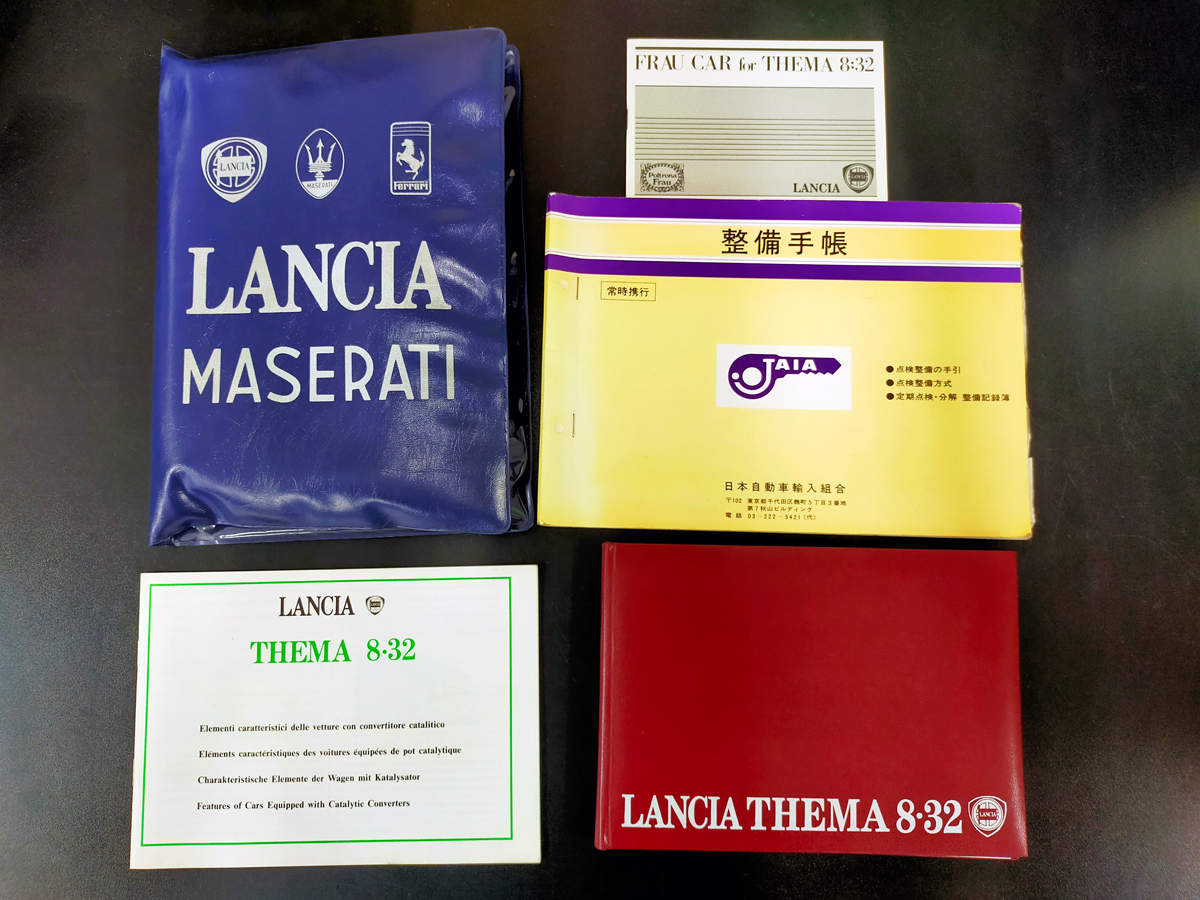 LANCIA
MASERATI
Ferrari
LANCIA
MASERATI
FRAU CAR for THEMA 8:32
Poltrona
Frau
LANCIA
整備手帳
常時携行
JAIA
●点検整備の手引
●点検整備方式
●定期点検・分解 整備記録簿
日本自動車輸入組合
〒102 東京都千代田区麹町5丁目3番地
第7秋山ビルディング
電話 03-222-5421(代)
LANCIA
THEMA 8·32
Elementi caratteristici delle vetture con convertitore catalitico
Eléments caractéristiques des voitures équipées de pot catalytique
Charakteristische Elemente der Wagen mit Katalysator
Features of Cars Equipped with Catalytic Converters
LANCIA THEMA 8·32
LANCIA